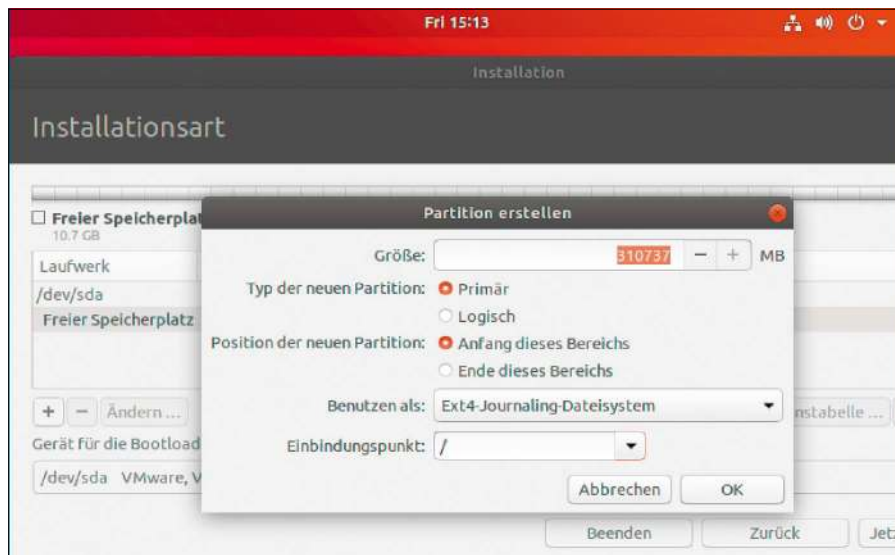 Fri 15:13
Installation
Installationsart
Freier Speicherplat
10.7 GB
Laufwerk
/dev/sda
Freier Speicherplatz
+ − Ändern ...
nstabelle ...
Gerät für die Bootload
/dev/sda VMware, V
Beenden Zurück Jet
Partition erstellen
Größe: 310737 − + MB
Typ der neuen Partition: Primär
Logisch
Position der neuen Partition: Anfang dieses Bereichs
Ende dieses Bereichs
Benutzen als: Ext4-Journaling-Dateisystem
Einbindungspunkt: /
Abbrechen OK